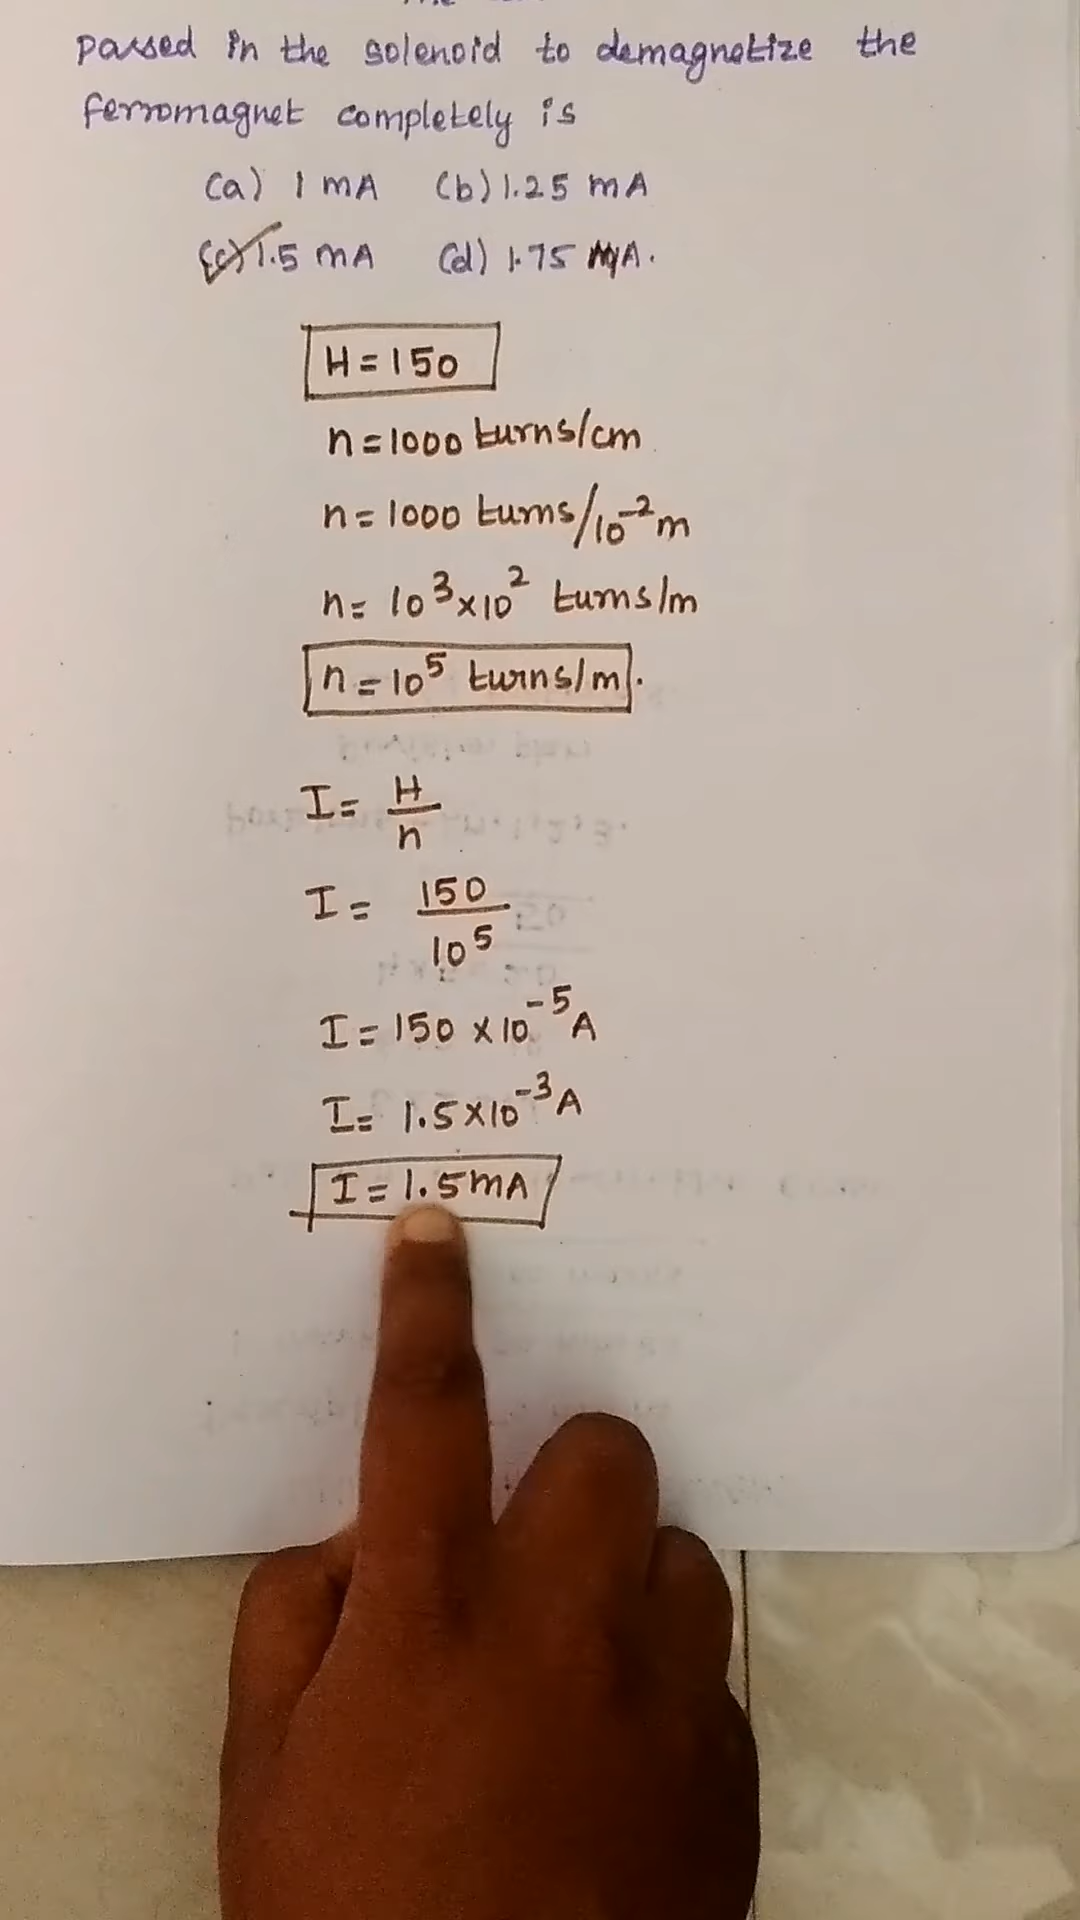 passed in the solenoid to demagnetize the
ferromagnet completely is
(a) 1 mA (b) 1.25 mA
(c) 1.5 mA (d) 1.75 mA.
H = 150
n = 1000 turns/cm
n = 1000 turns/10⁻² m
n = 10³ × 10² turns/m
n = 10⁵ turns/m.
I = H/n
I = 150/10⁵
I = 150 × 10⁻⁵ A
I = 1.5 × 10⁻³ A
I = 1.5 mA